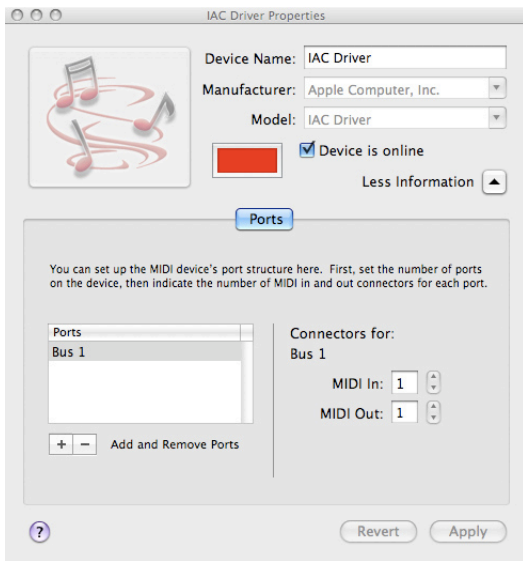 IAC Driver Properties
Device Name: IAC Driver
Manufacturer: Apple Computer, Inc.
Model: IAC Driver
Device is online
Less Information
Ports
You can set up the MIDI device's port structure here. First, set the number of ports
on the device, then indicate the number of MIDI in and out connectors for each port.
Ports
Bus 1
+ − Add and Remove Ports
Connectors for:
Bus 1
MIDI In: 1
MIDI Out: 1
? Revert Apply